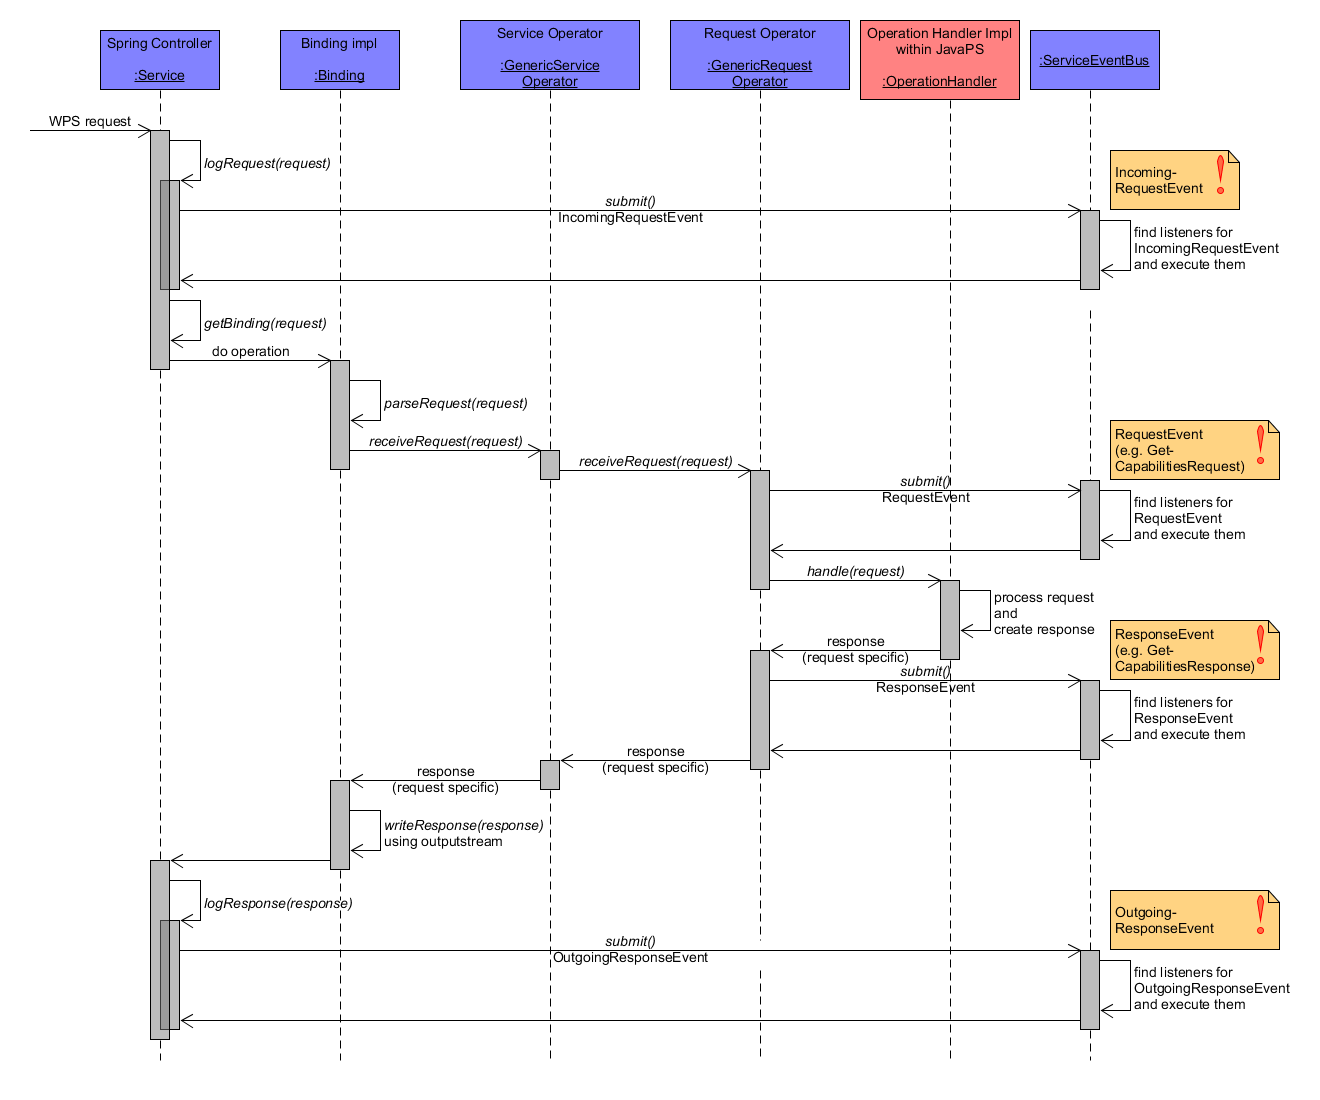 Spring Controller
:Service
Binding impl
:Binding
Service Operator
:GenericService
Operator
Request Operator
:GenericRequest
Operator
Operation Handler Impl
within JavaPS
:OperationHandler
:ServiceEventBus
WPS request
logRequest(request)
Incoming-
RequestEvent
submit()
IncomingRequestEvent
find listeners for
IncomingRequestEvent
and execute them
getBinding(request)
do operation
parseRequest(request)
receiveRequest(request)
receiveRequest(request)
RequestEvent
(e.g. Get-
CapabilitiesRequest)
submit()
RequestEvent
find listeners for
RequestEvent
and execute them
handle(request)
process request
and
create response
response
(request specific)
ResponseEvent
(e.g. Get-
CapabilitiesResponse)
submit()
ResponseEvent
find listeners for
ResponseEvent
and execute them
response
(request specific)
response
(request specific)
writeResponse(response)
using outputstream
logResponse(response)
Outgoing-
ResponseEvent
submit()
OutgoingResponseEvent
find listeners for
OutgoingResponseEvent
and execute them